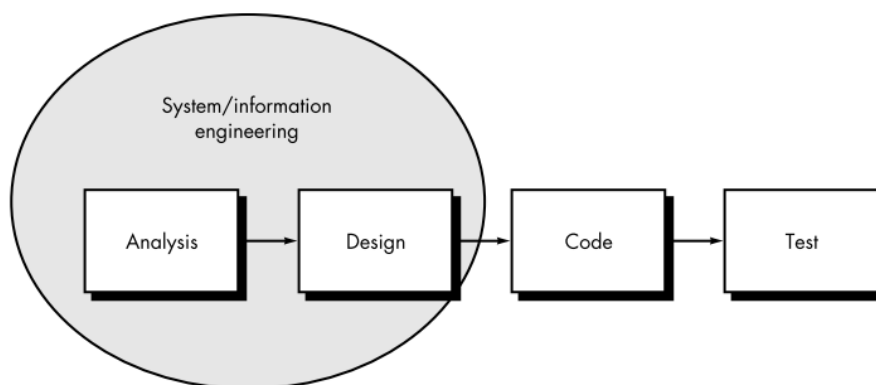 System/information
engineering
Analysis
Design
Code
Test